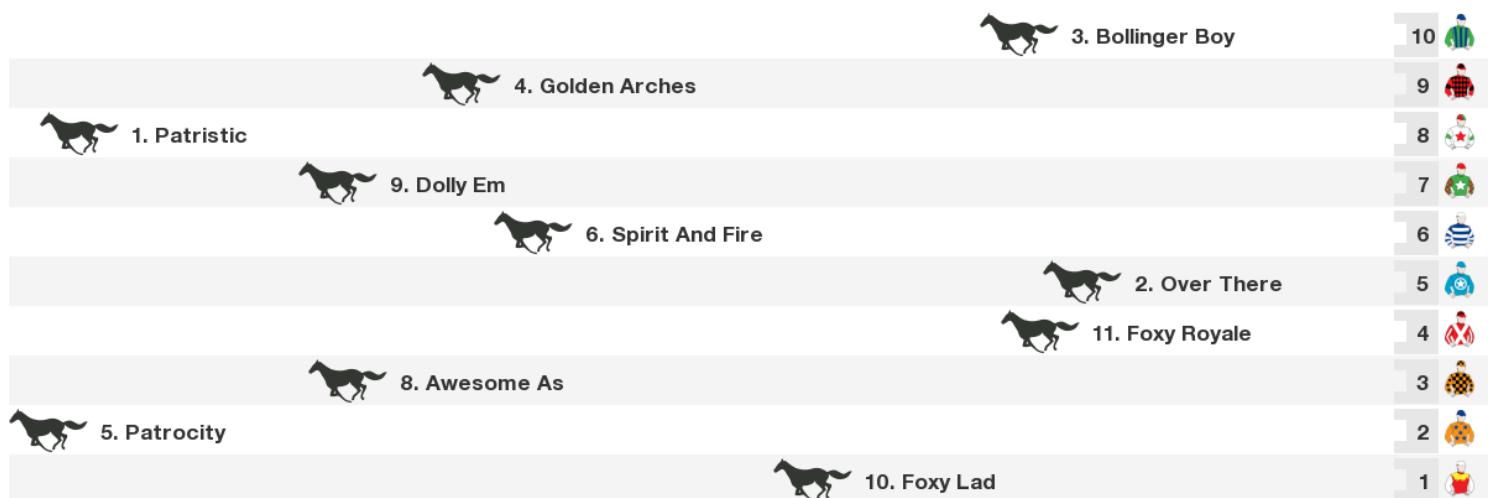 3. Bollinger Boy 10
4. Golden Arches 9
1. Patristic 8
9. Dolly Em 7
6. Spirit And Fire 6
2. Over There 5
11. Foxy Royale 4
8. Awesome As 3
5. Patrocity 2
10. Foxy Lad 1